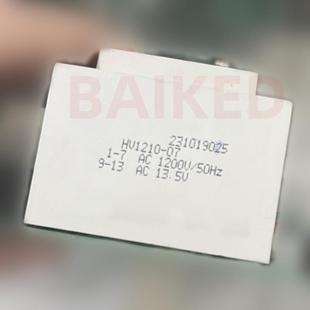 BAIKED
231019025
HV1210-07
1-7 AC 1200V/50Hz
9-13 AC 13.5V